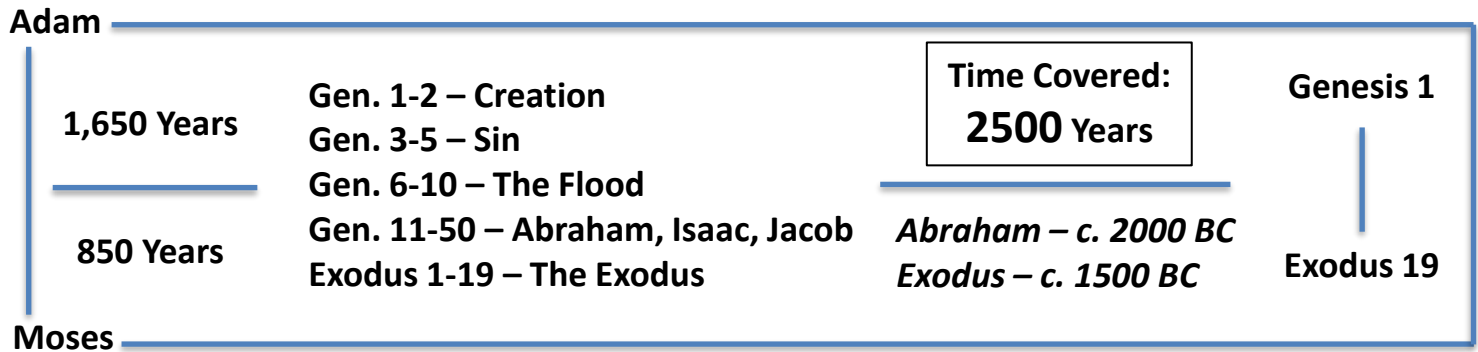 Adam
1,650 Years
850 Years
Gen. 1-2 – Creation
Gen. 3-5 – Sin
Gen. 6-10 – The Flood
Gen. 11-50 – Abraham, Isaac, Jacob
Exodus 1-19 – The Exodus
Time Covered:
2500 Years
Abraham – c. 2000 BC
Exodus – c. 1500 BC
Genesis 1
Exodus 19
Moses